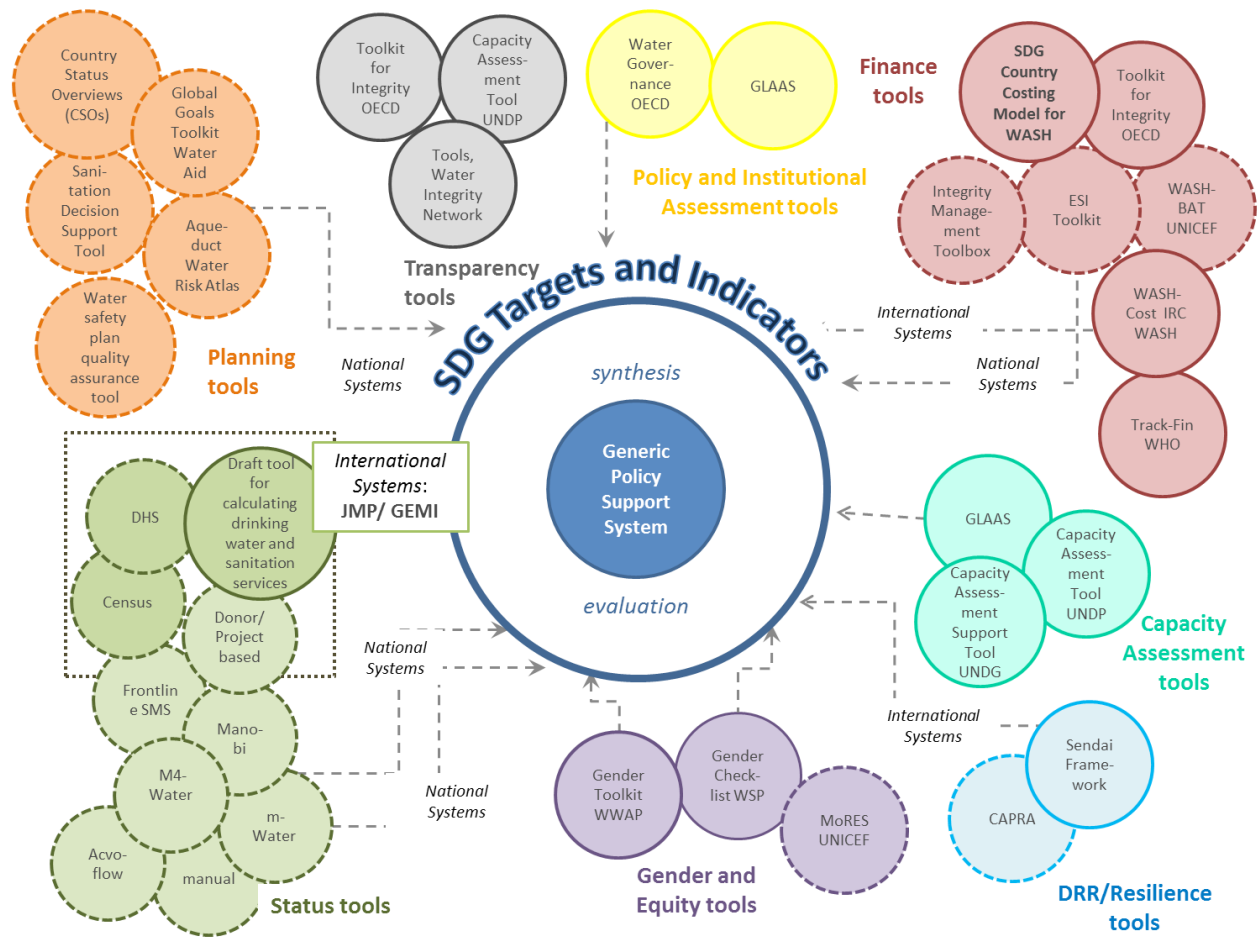 Country
Status
Overviews
(CSOs)
Global
Goals
Toolkit
Water
Aid
Sani-
tation
Decision
Support
Tool
Aque-
duct
Water
Risk Atlas
Water
safety
plan
quality
assurance
tool
Planning
tools
National
Systems
Toolkit
for
Integrity
OECD
Capacity
Assess-
ment
Tool
UNDP
Tools,
Water
Integrity
Network
Transparency
tools
Water
Gover-
nance
OECD
GLAAS
Policy and Institutional
Assessment tools
Finance
tools
SDG
Country
Costing
Model for
WASH
Toolkit
for
Integrity
OECD
Integrity
Manage-
ment
Toolbox
ESI
Toolkit
WASH-
BAT
UNICEF
WASH-
Cost IRC
WASH
Track-Fin
WHO
International
Systems
National
Systems
SDG Targets and Indicators
synthesis
Generic
Policy
Support
System
evaluation
DHS
Draft tool
for
calculating
drinking
water and
sanitation
services
International
Systems:
JMP/ GEMI
Census
Donor/
Project
based
Frontlin
e SMS
Mano-
bi
M4-
Water
m-
Water
Acvo-
flow
manual
Status tools
National
Systems
National
Systems
Gender
Toolkit
WWAP
Gender
Check-
list WSP
MoRES
UNICEF
Gender and
Equity tools
GLAAS
Capacity
Assess-
ment
Tool
UNDP
Capacity
Assess-
ment
Support
Tool
UNDG
Capacity
Assessment
tools
International
Systems
Sendai
Frame-
work
CAPRA
DRR/Resilience
tools